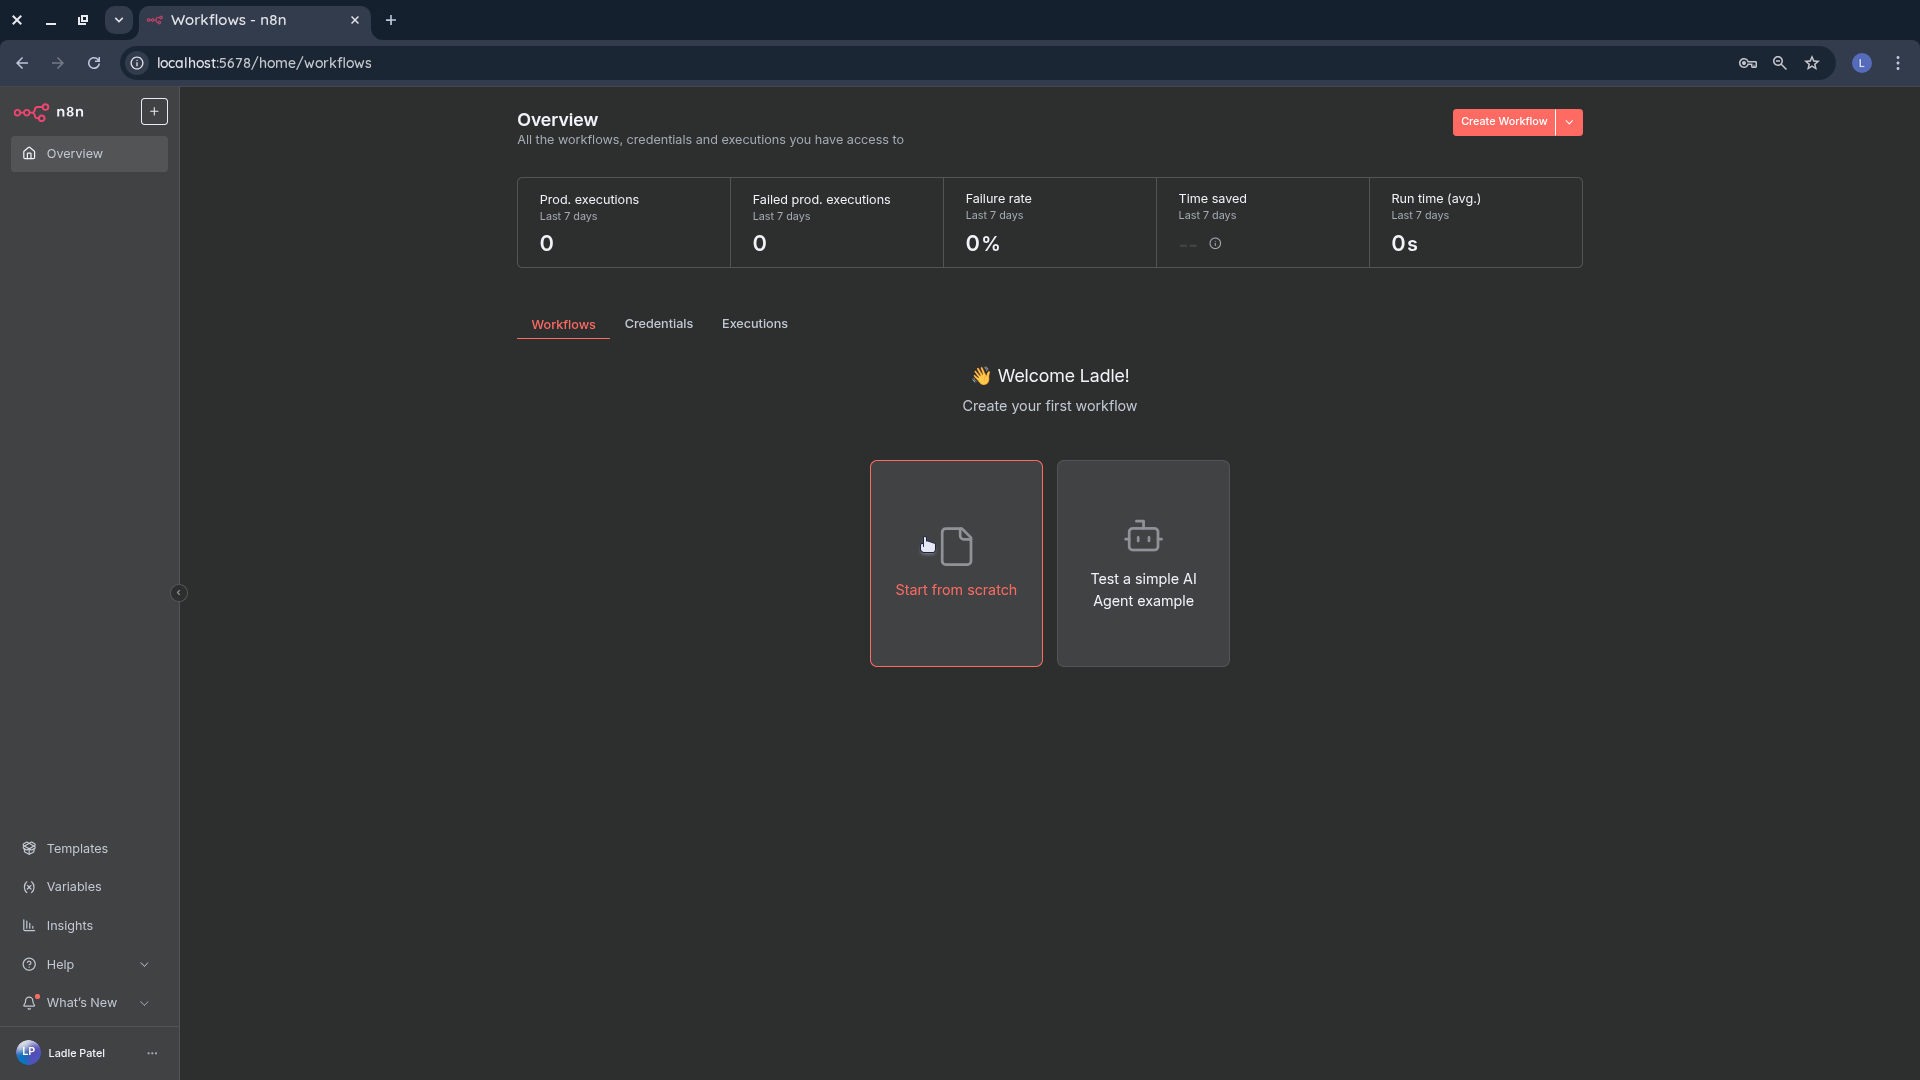 Workflows - n8n
localhost:5678/home/workflows
L
n8n
Overview
Overview
All the workflows, credentials and executions you have access to
Create Workflow
Prod. executions
Last 7 days
0
Failed prod. executions
Last 7 days
0
Failure rate
Last 7 days
0%
Time saved
Last 7 days
--
Run time (avg.)
Last 7 days
0s
Workflows
Credentials
Executions
👋 Welcome Ladle!
Create your first workflow
Start from scratch
Test a simple AI
Agent example
Templates
Variables
Insights
Help
What's New
LP
Ladle Patel